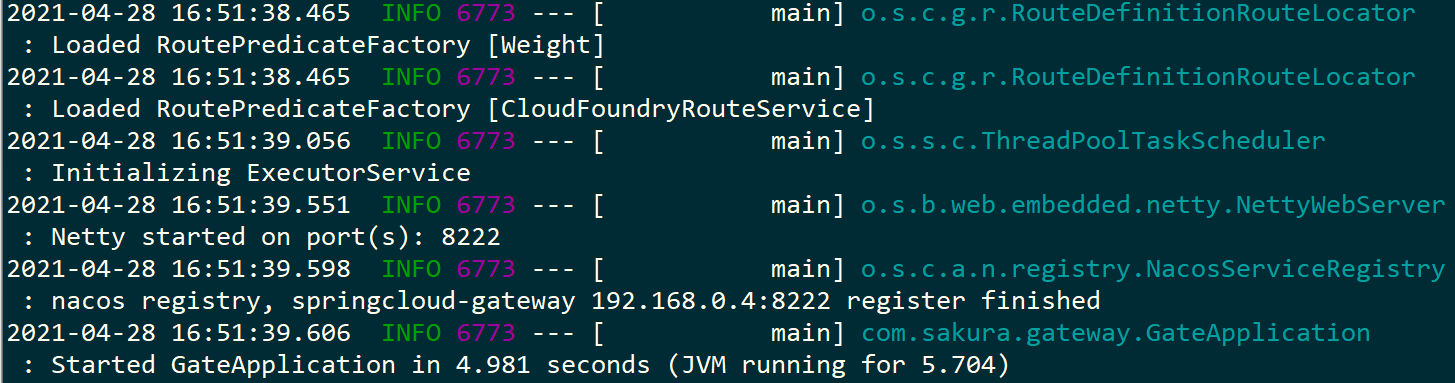 2021-04-28 16:51:38.465  INFO 6773 --- [           main] o.s.c.g.r.RouteDefinitionRouteLocator
 : Loaded RoutePredicateFactory [Weight]
2021-04-28 16:51:38.465  INFO 6773 --- [           main] o.s.c.g.r.RouteDefinitionRouteLocator
 : Loaded RoutePredicateFactory [CloudFoundryRouteService]
2021-04-28 16:51:39.056  INFO 6773 --- [           main] o.s.s.c.ThreadPoolTaskScheduler
 : Initializing ExecutorService
2021-04-28 16:51:39.551  INFO 6773 --- [           main] o.s.b.web.embedded.netty.NettyWebServer
 : Netty started on port(s): 8222
2021-04-28 16:51:39.598  INFO 6773 --- [           main] o.s.c.a.n.registry.NacosServiceRegistry
 : nacos registry, springcloud-gateway 192.168.0.4:8222 register finished
2021-04-28 16:51:39.606  INFO 6773 --- [           main] com.sakura.gateway.GateApplication
 : Started GateApplication in 4.981 seconds (JVM running for 5.704)